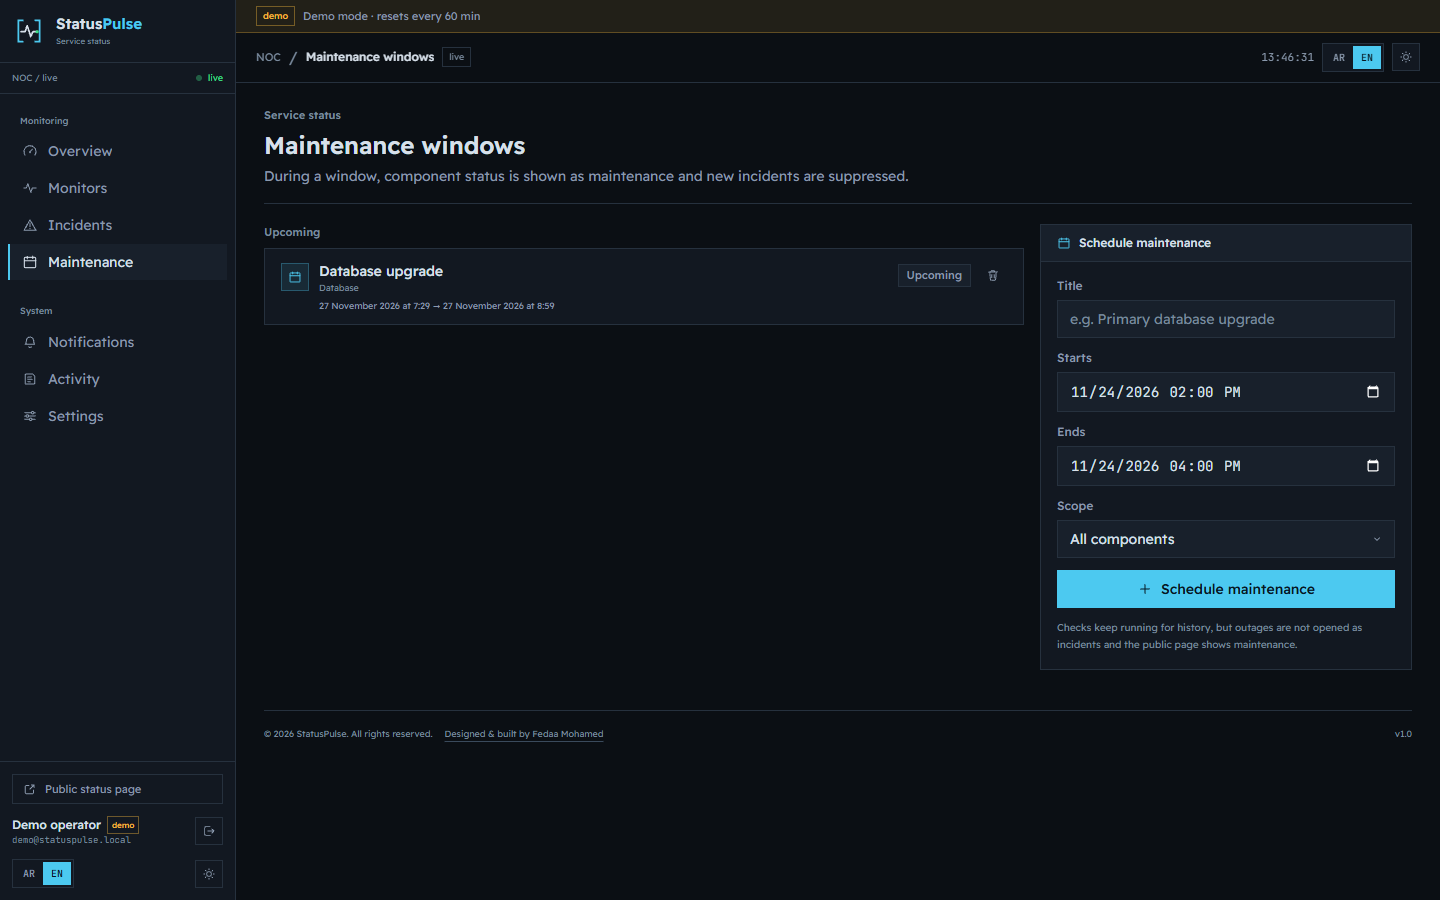 StatusPulse
Service status
NOC / live
live
Monitoring
Overview
Monitors
Incidents
Maintenance
System
Notifications
Activity
Settings
Public status page
Demo operator demo
demo@statuspulse.local
AR EN
demo Demo mode · resets every 60 min
NOC / Maintenance windows live
13:46:31 AR EN
Service status
Maintenance windows
During a window, component status is shown as maintenance and new incidents are suppressed.
Upcoming
Database upgrade
Database
27 November 2026 at 7:29 → 27 November 2026 at 8:59
Upcoming
Schedule maintenance
Title
e.g. Primary database upgrade
Starts
11/24/2026 02:00 PM
Ends
11/24/2026 04:00 PM
Scope
All components
+ Schedule maintenance
Checks keep running for history, but outages are not opened as
incidents and the public page shows maintenance.
© 2026 StatusPulse. All rights reserved. Designed & built by Fedaa Mohamed
v1.0